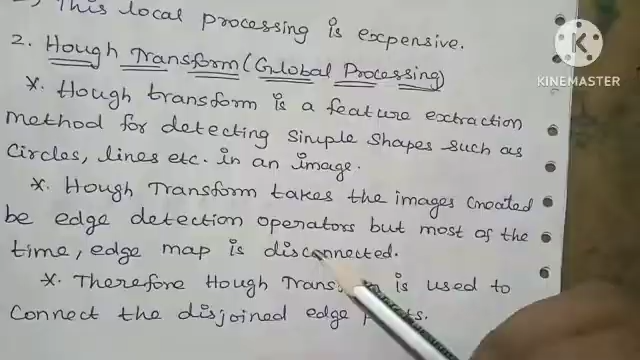 This local processing is expensive.
2. Hough Transform (Global Processing)
*. Hough transform is a feature extraction
method for detecting simple shapes such as
circles, lines etc. in an image.
*. Hough Transform takes the images created
be edge detection operators but most of the
time, edge map is disconnected.
*. Therefore Hough is used to
connect the disjoined edge
KINEMASTER